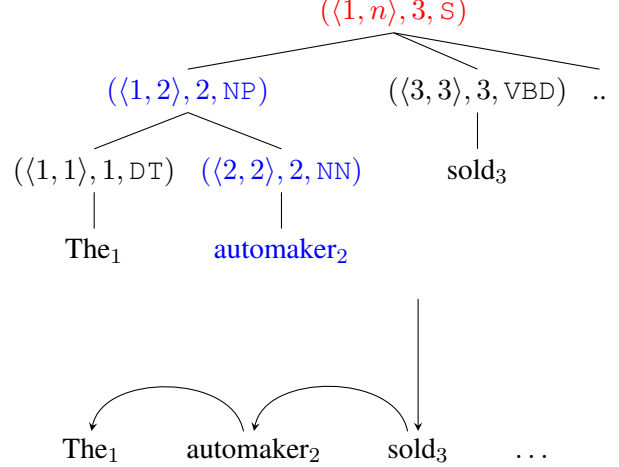 (⟨1, n⟩, 3, S)
(⟨1, 2⟩, 2, NP) (⟨3, 3⟩, 3, VBD) ..
(⟨1, 1⟩, 1, DT) (⟨2, 2⟩, 2, NN) sold₃
The₁ automaker₂
The₁ automaker₂ sold₃ ...